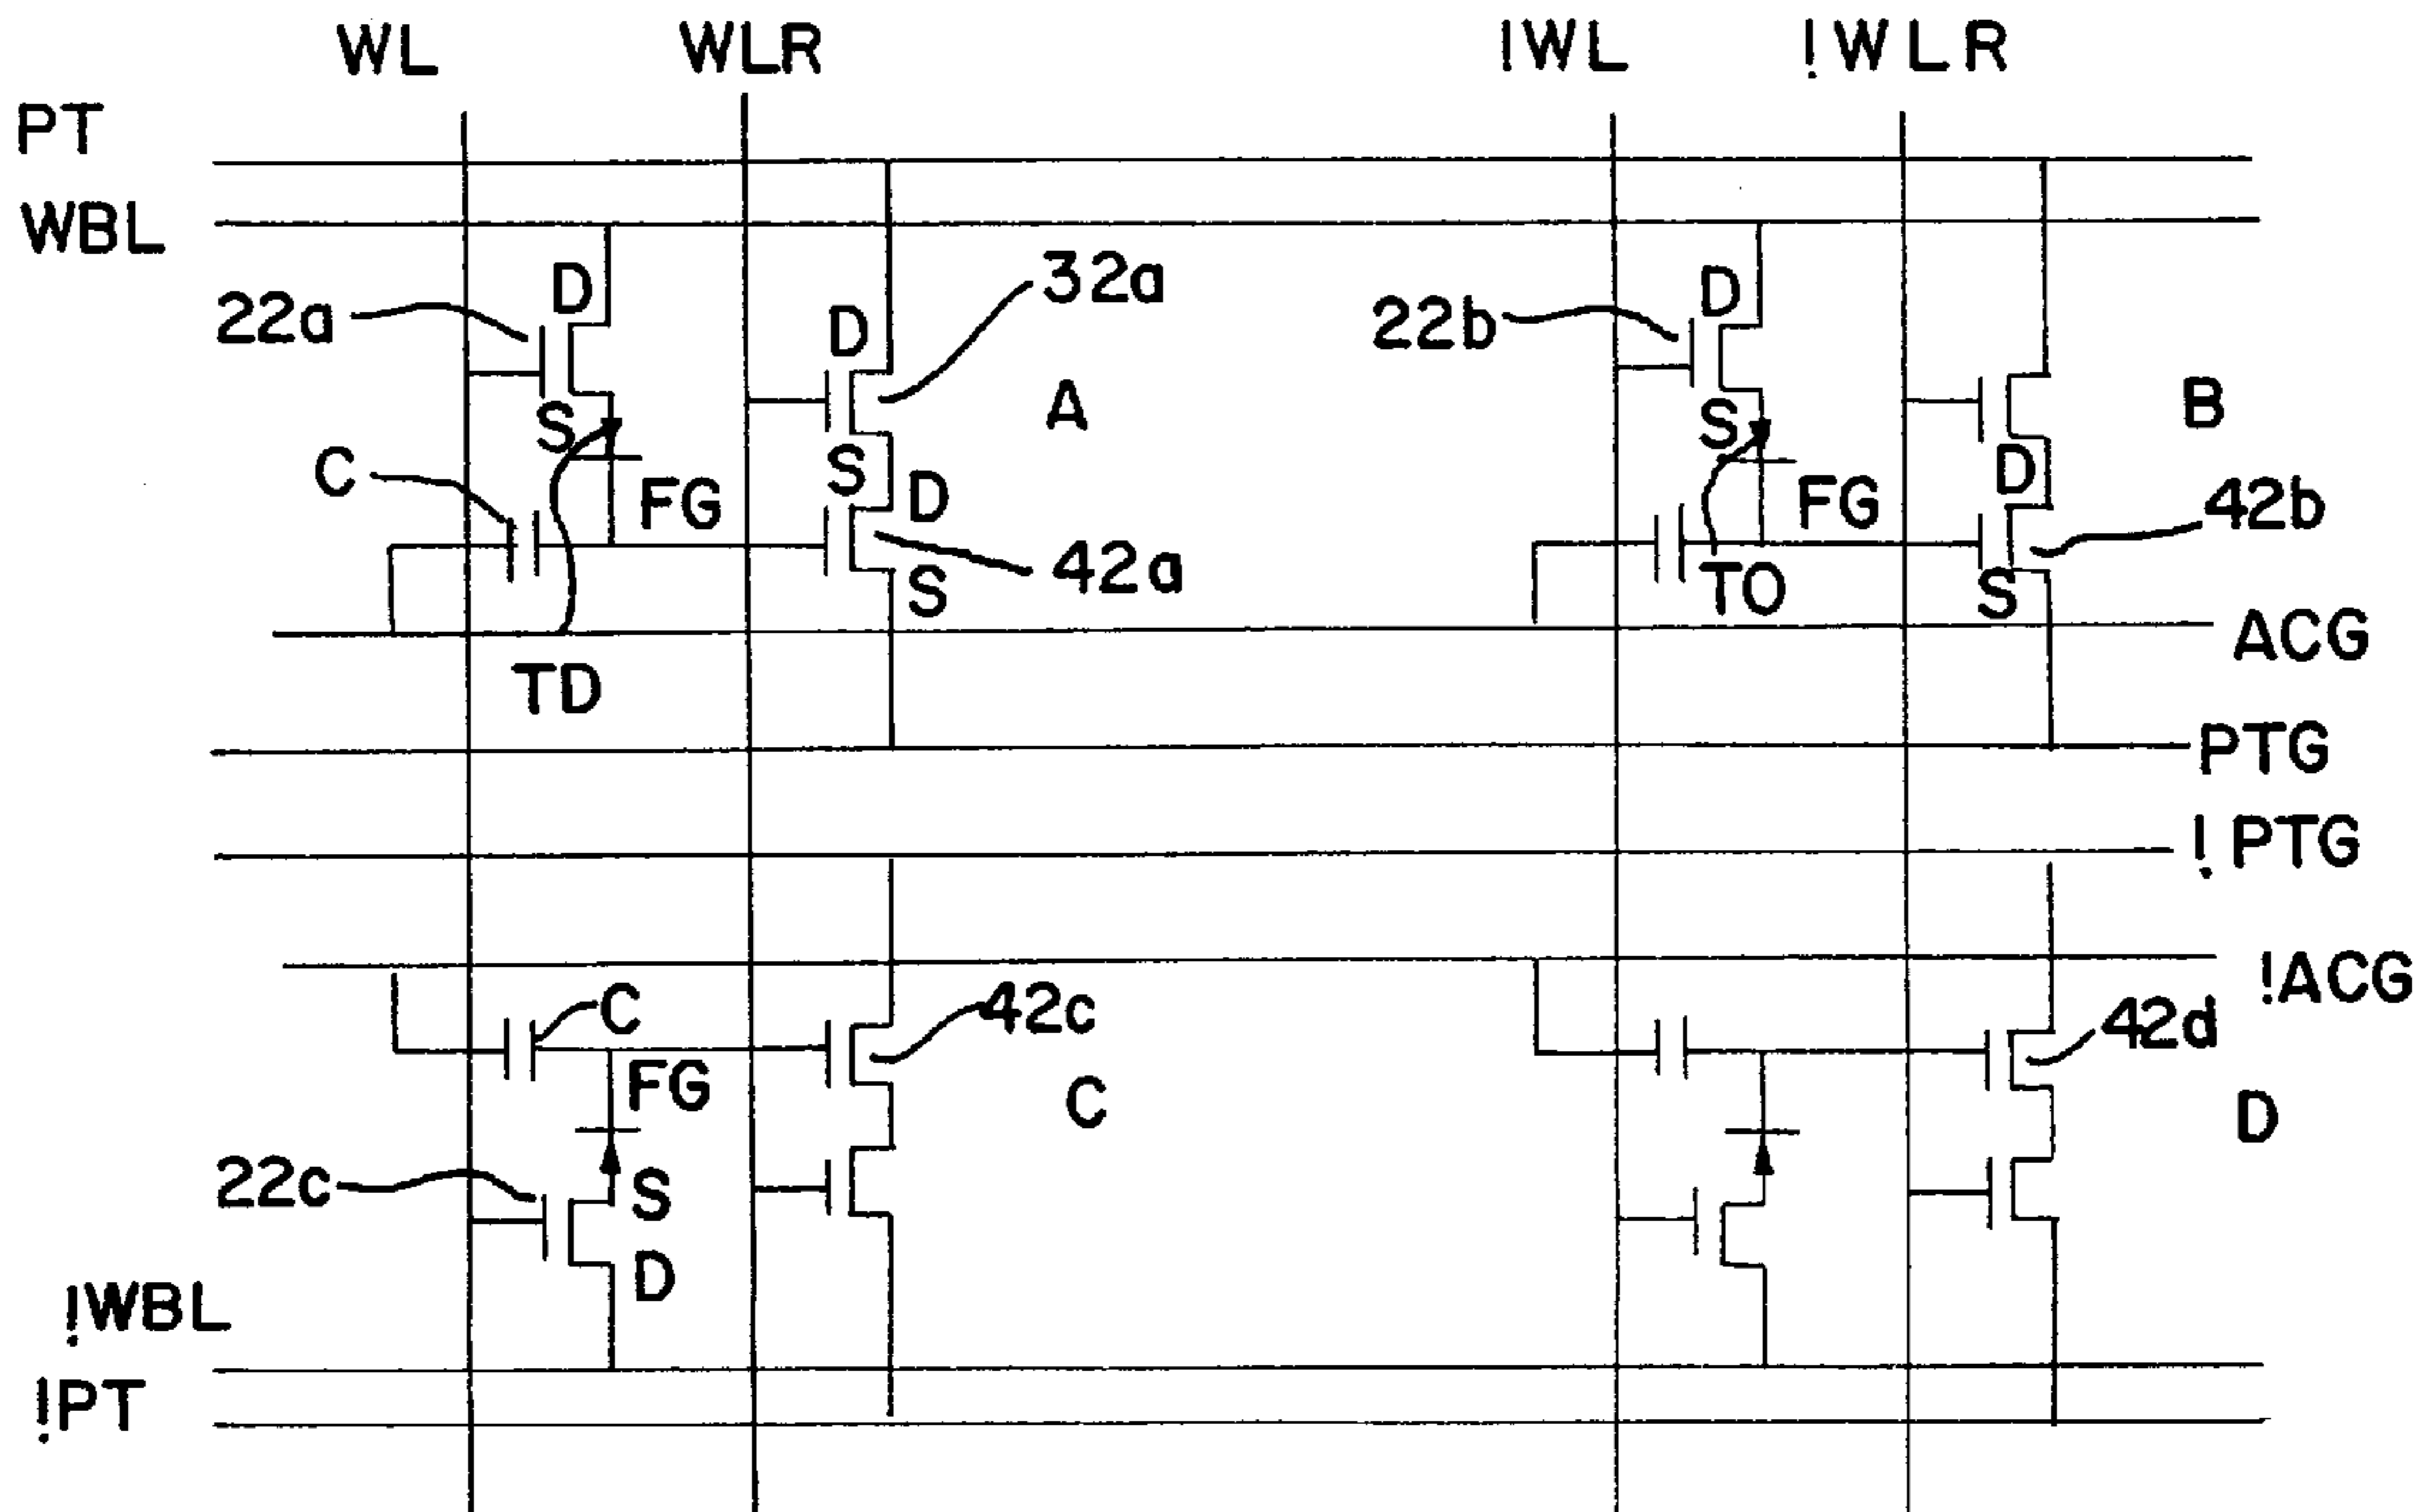 WL WLR !WL !WLR
PT
WBL
22a D 32a 22b D
D A B
S S
C S D FG D FG 42b
42a S TO S
ACG
TD
PTG
!PTG
!ACG
C 42c 42d
FG C D
22c S
D
!WBL
!PT